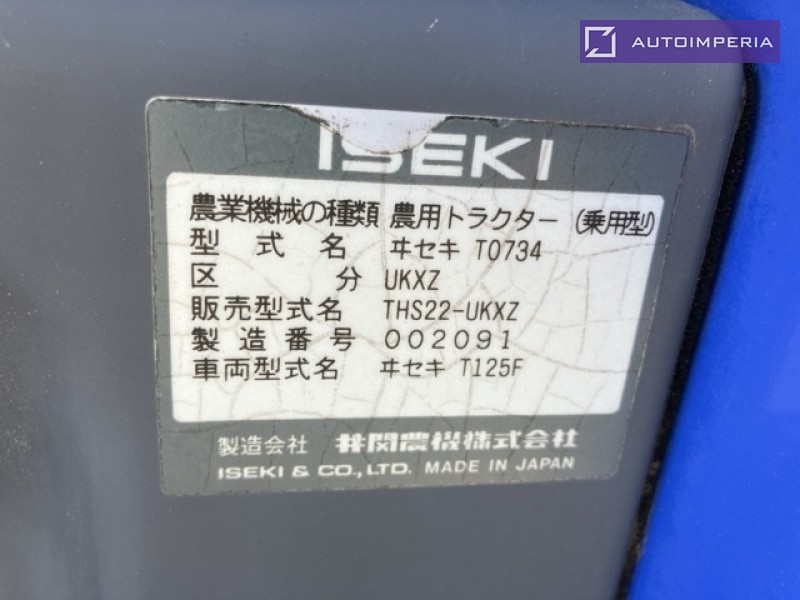 AUTOIMPERIA
ISEKI
農業機械の種類 農用トラクター (乗用型)
型式名 ヰセキ T0734
区分 UKXZ
販売型式名 THS22-UKXZ
製造番号 002091
車両型式名 ヰセキ T125F
製造会社 井関農機株式会社
ISEKI & CO., LTD. MADE IN JAPAN